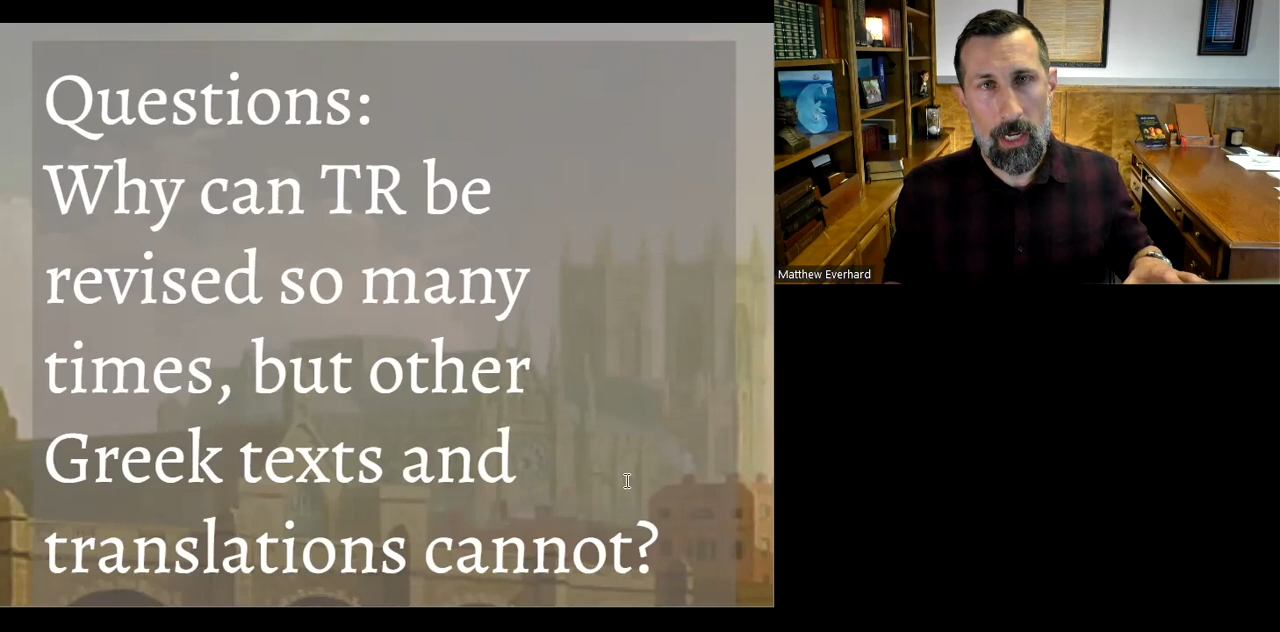 Questions:
Why can TR be
revised so many
times, but other
Greek texts and
translations cannot?
Matthew Everhard